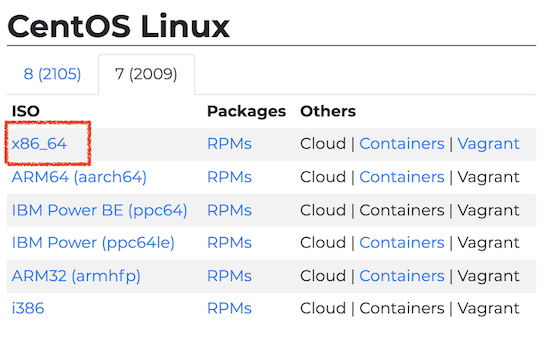 CentOS Linux
8 (2105) 7 (2009)
ISO Packages Others
x86_64 RPMs Cloud | Containers | Vagrant
ARM64 (aarch64) RPMs Cloud | Containers | Vagrant
IBM Power BE (ppc64) RPMs Cloud | Containers | Vagrant
IBM Power (ppc64le) RPMs Cloud | Containers | Vagrant
ARM32 (armhfp) RPMs Cloud | Containers | Vagrant
i386 RPMs Cloud | Containers | Vagrant